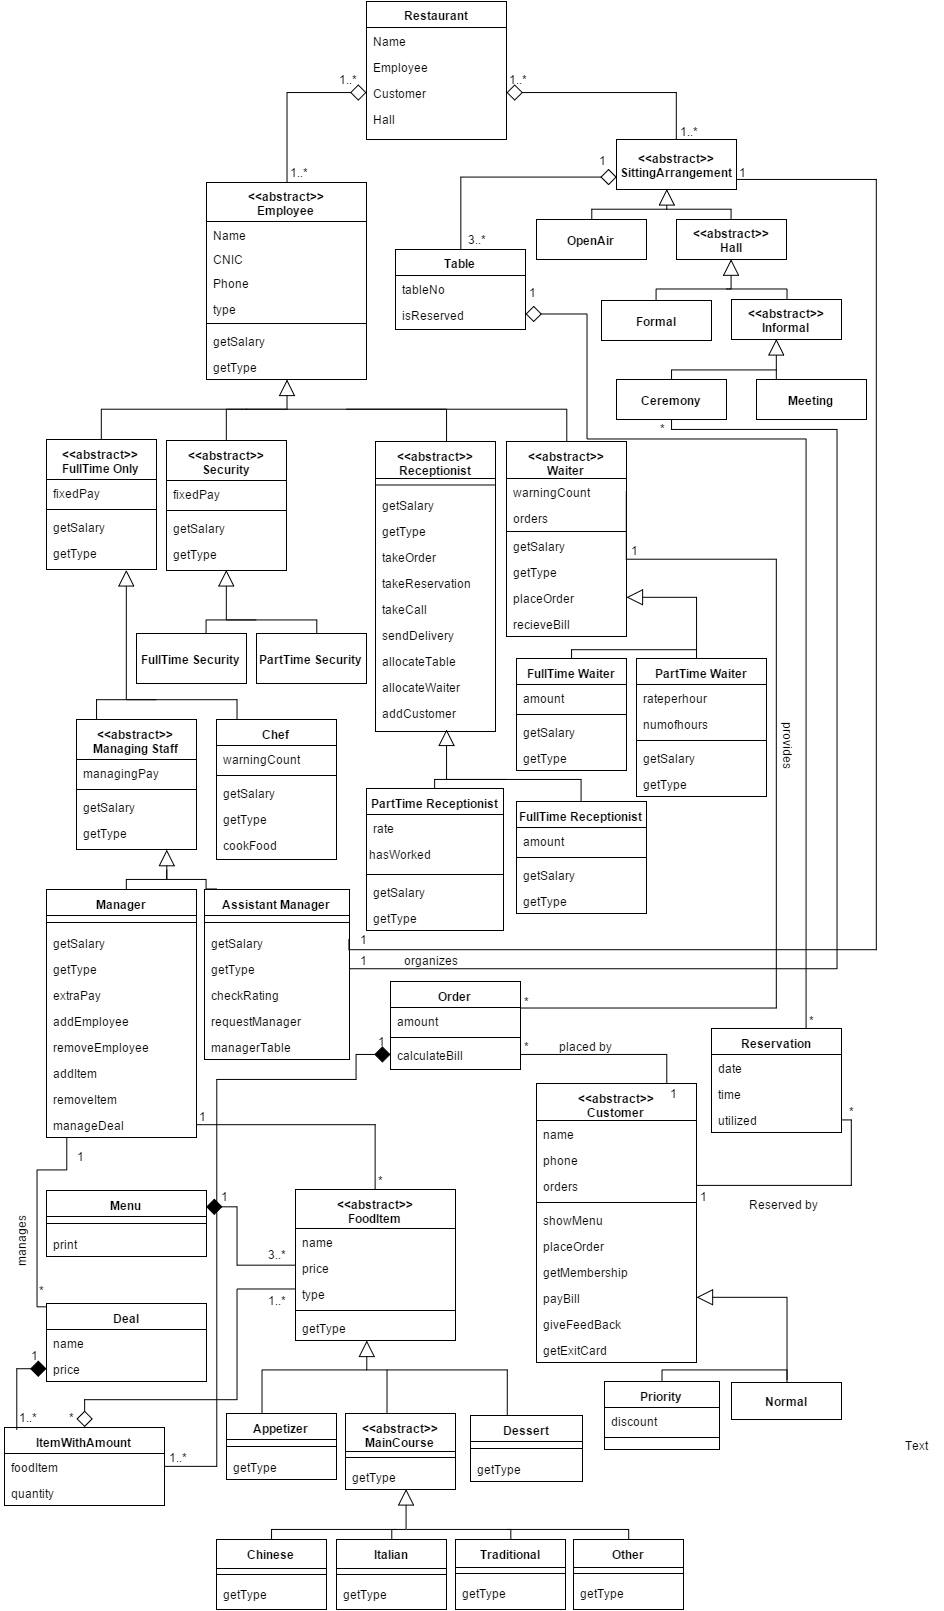 Restaurant
Name
Employee
Customer
Hall
1..*
1..*
1..*
1..*
<<abstract>>
Employee
Name
CNIC
Phone
type
getSalary
getType
<<abstract>>
SittingArrangement
1
1
3..*
Table
tableNo
isReserved
1
OpenAir
<<abstract>>
Hall
Formal
<<abstract>>
Informal
Ceremony
Meeting
*
<<abstract>>
FullTime Only
fixedPay
getSalary
getType
<<abstract>>
Security
fixedPay
getSalary
getType
<<abstract>>
Receptionist
getSalary
getType
takeOrder
takeReservation
takeCall
sendDelivery
allocateTable
allocateWaiter
addCustomer
<<abstract>>
Waiter
warningCount
orders
getSalary
getType
placeOrder
recieveBill
1
FullTime Security
PartTime Security
FullTime Waiter
amount
getSalary
getType
PartTime Waiter
rateperhour
numofhours
getSalary
getType
provides
<<abstract>>
Managing Staff
managingPay
getSalary
getType
Chef
warningCount
getSalary
getType
cookFood
PartTime Receptionist
rate
hasWorked
getSalary
getType
FullTime Receptionist
amount
getSalary
getType
Manager
getSalary
getType
extraPay
addEmployee
removeEmployee
addItem
removeItem
manageDeal
Assistant Manager
getSalary
getType
checkRating
requestManager
managerTable
1
1
organizes
Order
amount
calculateBill
*
*
placed by
1
1
*
Reservation
date
time
utilized
*
<<abstract>>
Customer
name
phone
orders
showMenu
placeOrder
getMembership
payBill
giveFeedBack
getExitCard
1
Reserved by
1
*
1
manages
*
Menu
print
1
3..*
1..*
<<abstract>>
FoodItem
name
price
type
getType
Deal
name
price
1
1..*
*
ItemWithAmount
foodItem
quantity
1..*
Appetizer
getType
<<abstract>>
MainCourse
getType
Dessert
getType
Priority
discount
Normal
Text
Chinese
getType
Italian
getType
Traditional
getType
Other
getType